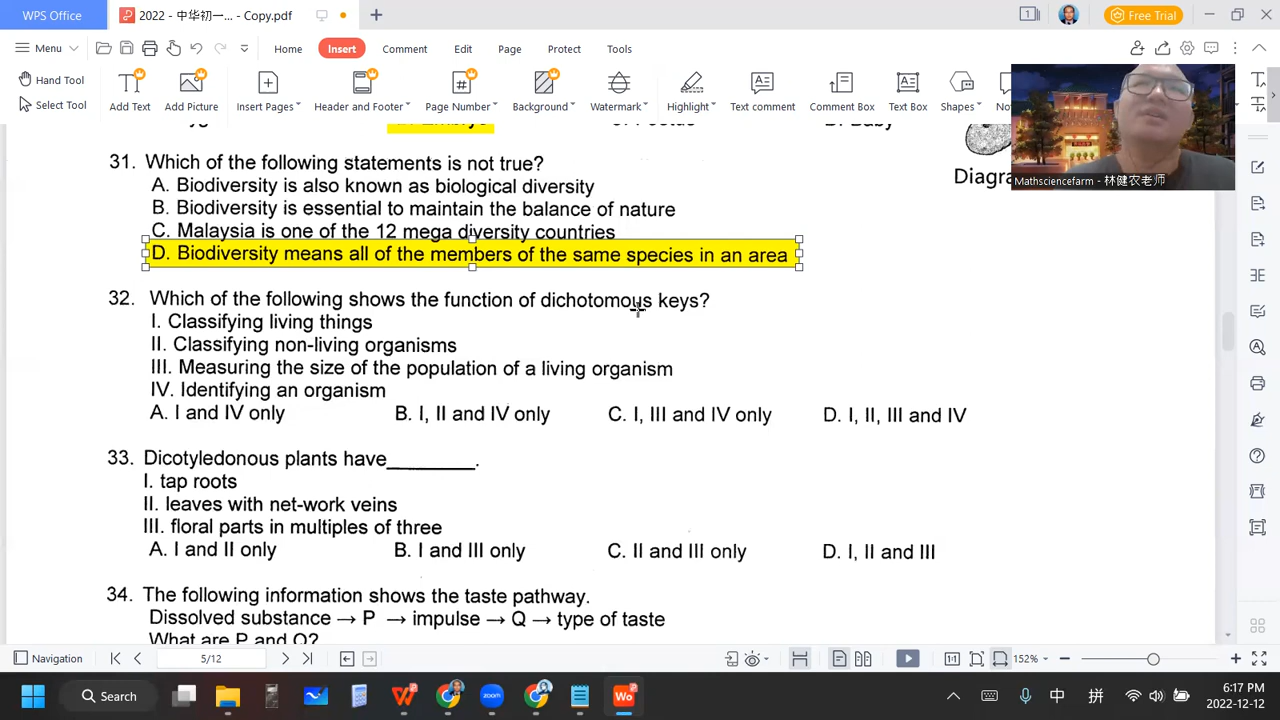 WPS Office
2022 - 中华初一... - Copy.pdf
1
Free Trial
Menu
Home
Insert
Comment
Edit
Page
Protect
Tools
Hand Tool
Select Tool
Add Text
Add Picture
Insert Pages
Header and Footer
Page Number
Background
Watermark
Highlight
Text comment
Comment Box
Text Box
Shapes
31. Which of the following statements is not true?
A. Biodiversity is also known as biological diversity
B. Biodiversity is essential to maintain the balance of nature
C. Malaysia is one of the 12 mega diversity countries
D. Biodiversity means all of the members of the same species in an area
Diagra
Mathsciencefarm - 林健农老师
32. Which of the following shows the function of dichotomous keys?
I. Classifying living things
II. Classifying non-living organisms
III. Measuring the size of the population of a living organism
IV. Identifying an organism
A. I and IV only B. I, II and IV only C. I, III and IV only D. I, II, III and IV
33. Dicotyledonous plants have________.
I. tap roots
II. leaves with net-work veins
III. floral parts in multiples of three
A. I and II only B. I and III only C. II and III only D. I, II and III
34. The following information shows the taste pathway.
Dissolved substance → P → impulse → Q → type of taste
What are P and Q?
Navigation
5/12
152%
Search
中
拼
6:17 PM
2022-12-12